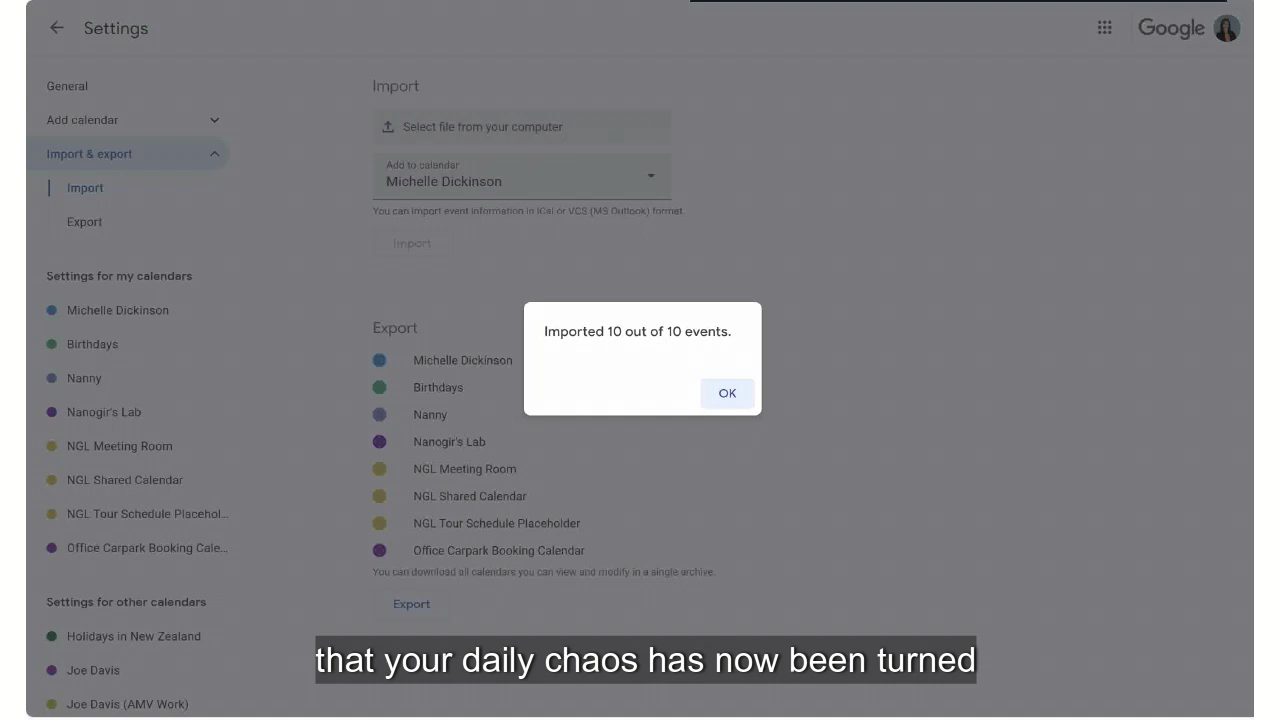 Settings
Google
General
Add calendar
Import & export
Import
Export
Settings for my calendars
Michelle Dickinson
Birthdays
Nanny
Nanogir's Lab
NGL Meeting Room
NGL Shared Calendar
NGL Tour Schedule Placehol...
Office Carpark Booking Cale...
Settings for other calendars
Holidays in New Zealand
Joe Davis
Joe Davis (AMV Work)
Import
Select file from your computer
Add to calendar
Michelle Dickinson
You can import event information in iCal or VCS (MS Outlook) format.
Import
Export
Michelle Dickinson
Birthdays
Nanny
Nanogir's Lab
NGL Meeting Room
NGL Shared Calendar
NGL Tour Schedule Placeholder
Office Carpark Booking Calendar
You can download all calendars you can view and modify in a single archive.
Export
Imported 10 out of 10 events.
OK
that your daily chaos has now been turned